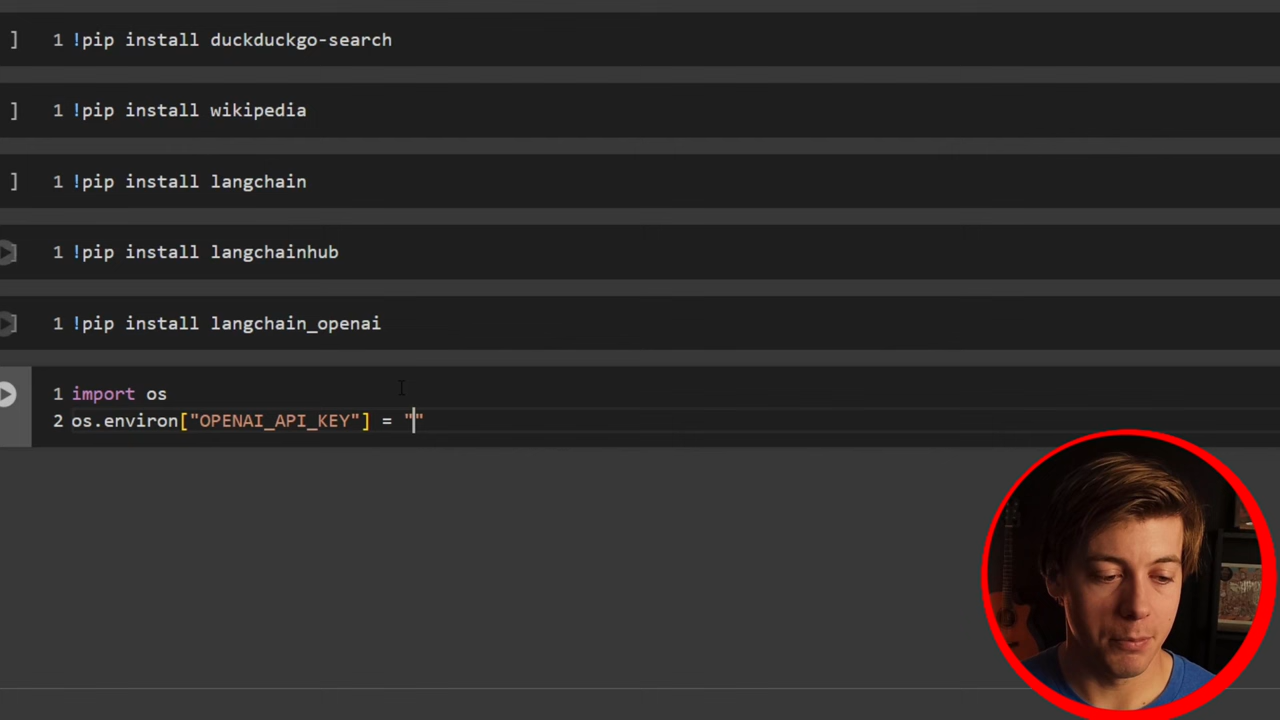 ] 1 !pip install duckduckgo-search
] 1 !pip install wikipedia
] 1 !pip install langchain
] 1 !pip install langchainhub
] 1 !pip install langchain_openai
1 import os
2 os.environ["OPENAI_API_KEY"] = ""